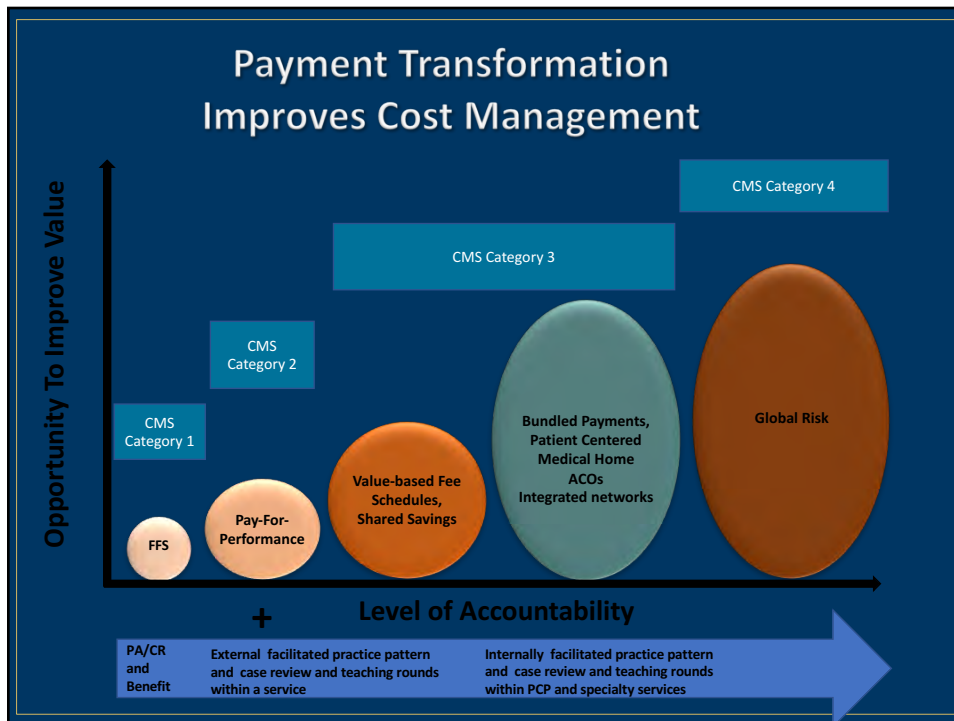 Payment Transformation
Improves Cost Management
Opportunity To Improve Value
CMS
Category 1
CMS
Category 2
CMS Category 3
CMS Category 4
FFS
Pay-For-
Performance
Value-based Fee
Schedules,
Shared Savings
Bundled Payments,
Patient Centered
Medical Home
ACOs
Integrated networks
Global Risk
+
Level of Accountability
PA/CR
and
Benefit
External facilitated practice pattern
and case review and teaching rounds
within a service
Internally facilitated practice pattern
and case review and teaching rounds
within PCP and specialty services